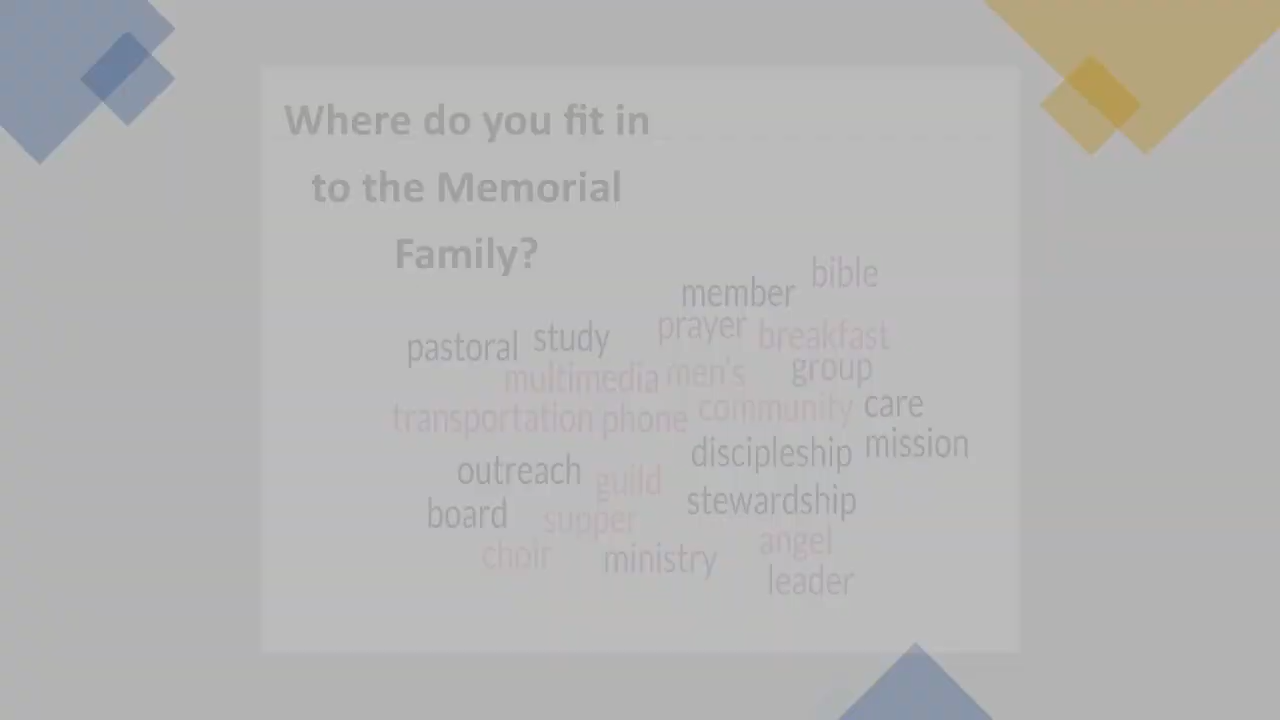 Where do you fit in
to the Memorial
Family?
bible
member
prayer breakfast
pastoral study
multimedia men's group
transportation phone community care
discipleship mission
outreach guild
board supper stewardship
choir ministry angel
leader